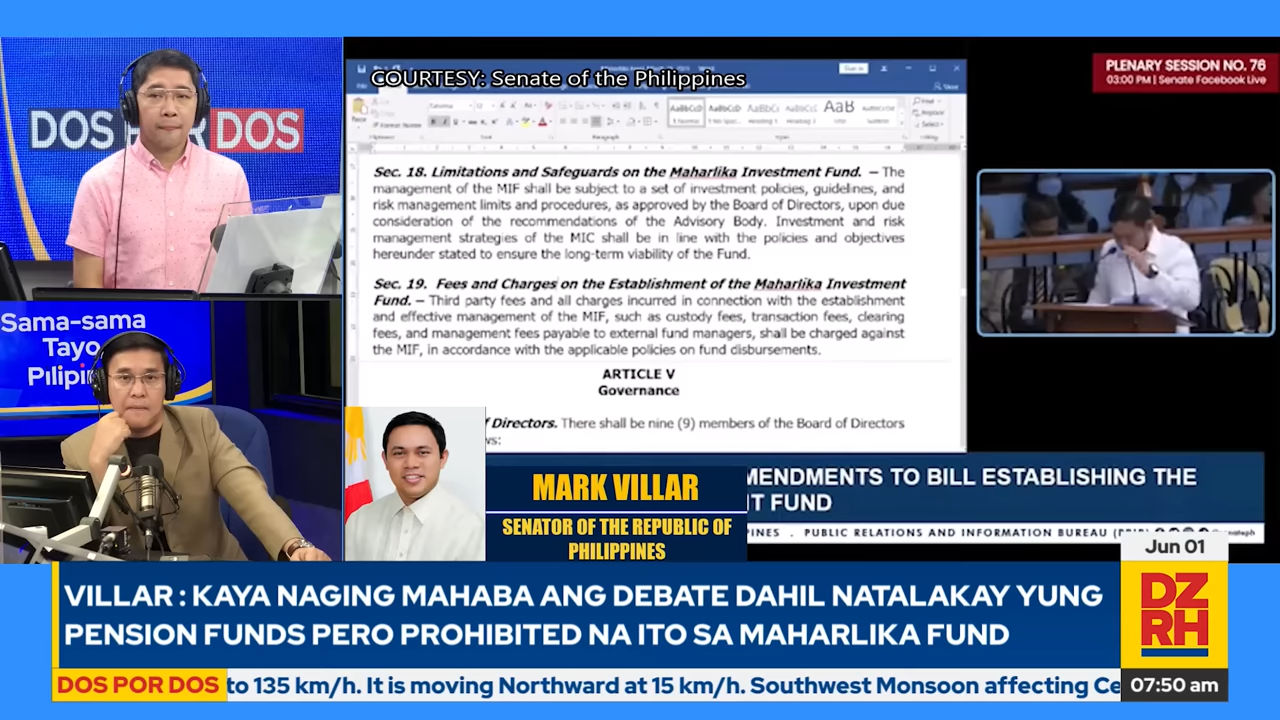 DOS POR DOS
Sama-sama
Tayo
Pilipi
COURTESY: Senate of the Philippines
PLENARY SESSION NO. 76
03:00 PM | Senate Facebook Live
Sec. 18. Limitations and Safeguards on the Maharlika Investment Fund. – The
management of the MIF shall be subject to a set of investment policies, guidelines, and
risk management limits and procedures, as approved by the Board of Directors, upon due
consideration of the recommendations of the Advisory Body. Investment and risk
management strategies of the MIC shall be in line with the policies and objectives
hereunder stated to ensure the long-term viability of the Fund.
Sec. 19. Fees and Charges on the Establishment of the Maharlika Investment
Fund. – Third party fees and all charges incurred in connection with the establishment
and effective management of the MIF, such as custody fees, transaction fees, clearing
fees, and management fees payable to external fund managers, shall be charged against
the MIF, in accordance with the applicable policies on fund disbursements.
ARTICLE V
Governance
f Directors. There shall be nine (9) members of the Board of Directors
ws:
MARK VILLAR
SENATOR OF THE REPUBLIC OF
PHILIPPINES
MENDMENTS TO BILL ESTABLISHING THE
T FUND
PINES . PUBLIC RELATIONS AND INFORMATION BUREAU
Jun 01
VILLAR : KAYA NAGING MAHABA ANG DEBATE DAHIL NATALAKAY YUNG
PENSION FUNDS PERO PROHIBITED NA ITO SA MAHARLIKA FUND
DZ
RH
DOS POR DOS
to 135 km/h. It is moving Northward at 15 km/h. Southwest Monsoon affecting Ce
07:50 am